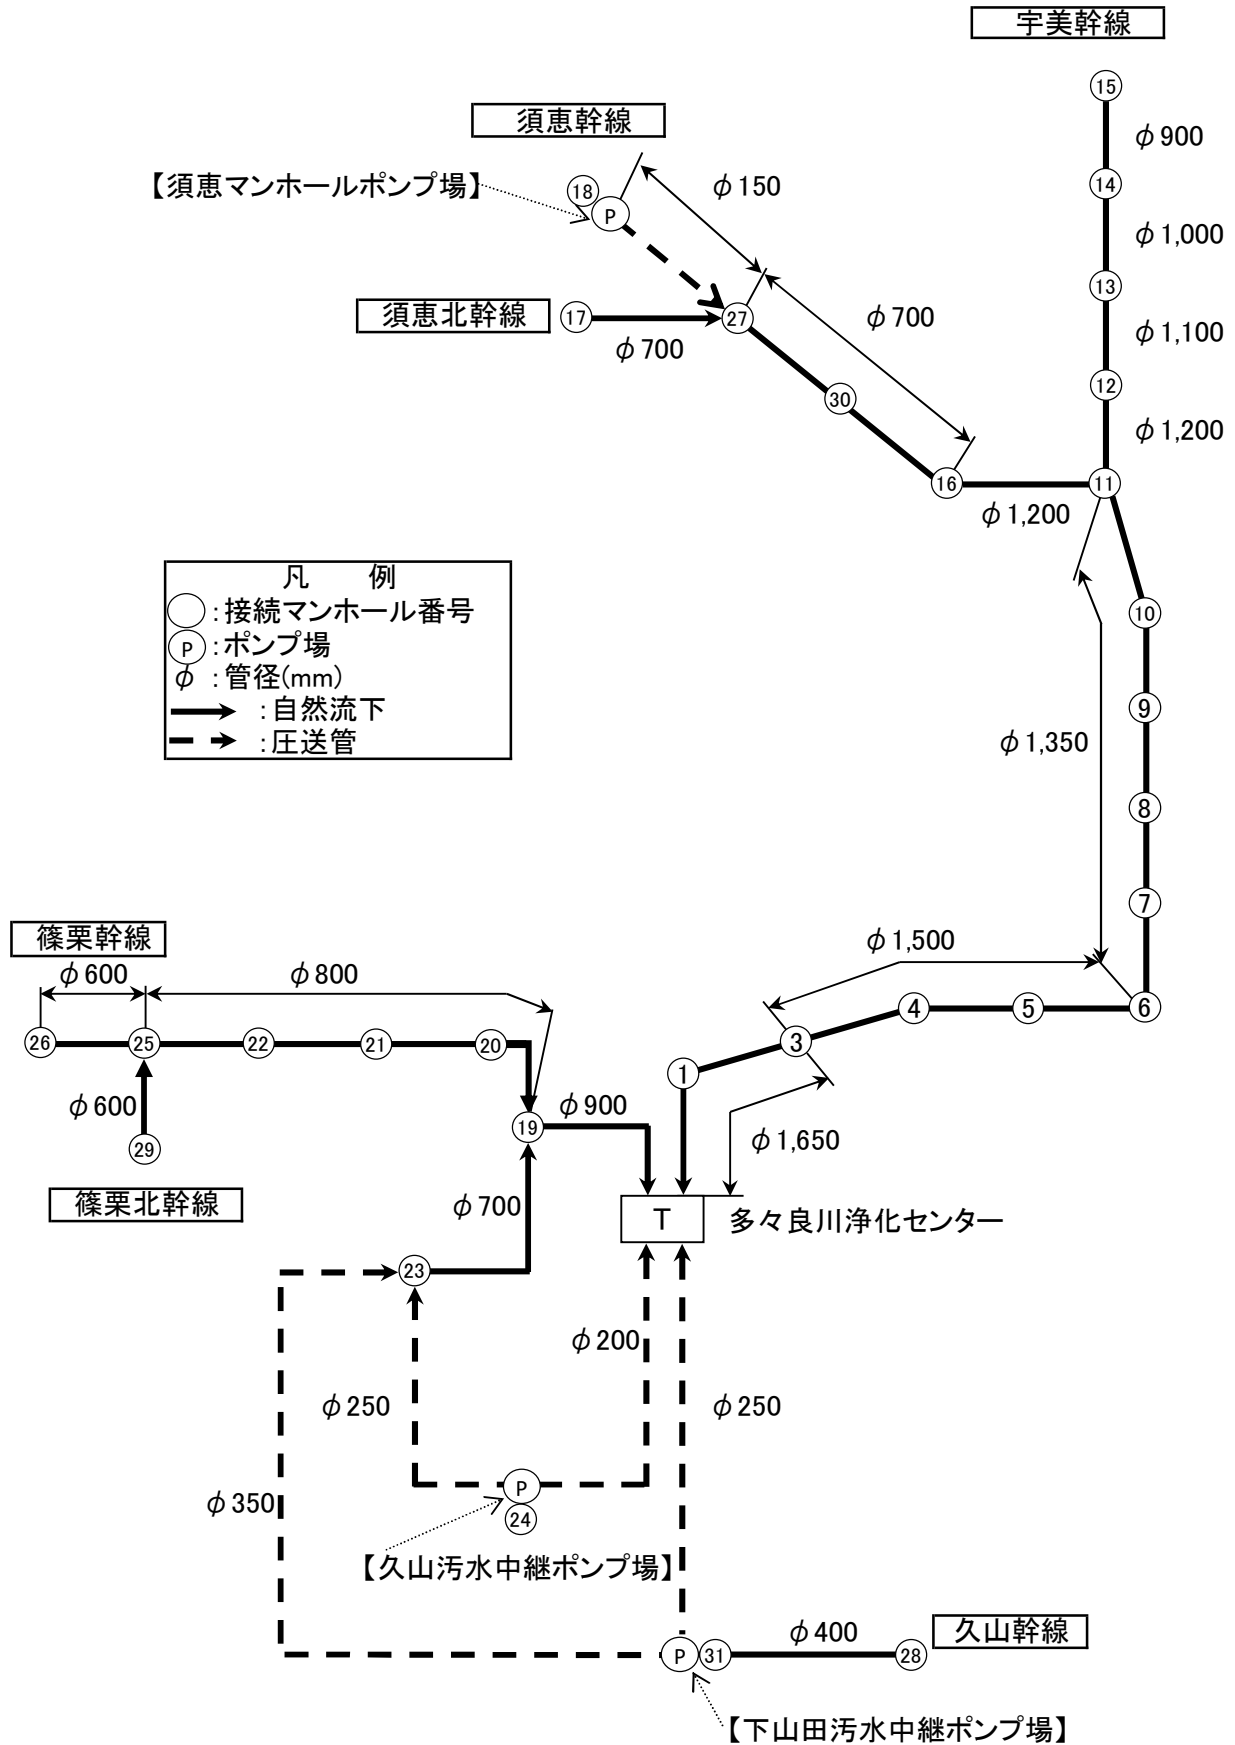 宇美幹線
15
φ900
須恵幹線
14
【須恵マンホールポンプ場】
18
P
φ150
φ1,000
13
須恵北幹線
17
27
φ700
φ700
φ1,100
12
30
φ1,200
16
11
φ1,200
凡 例
:接続マンホール番号
P :ポンプ場
φ :管径(mm)
:自然流下
:圧送管
10
9
φ1,350
8
7
篠栗幹線
φ1,500
φ600
φ800
4
5
6
26
25
22
21
20
3
1
φ600
φ900
19
29
φ1,650
篠栗北幹線
φ700
T
多々良川浄化センター
23
φ200
φ250
φ250
P
φ350
24
【久山汚水中継ポンプ場】
久山幹線
φ400
P
31
28
【下山田汚水中継ポンプ場】